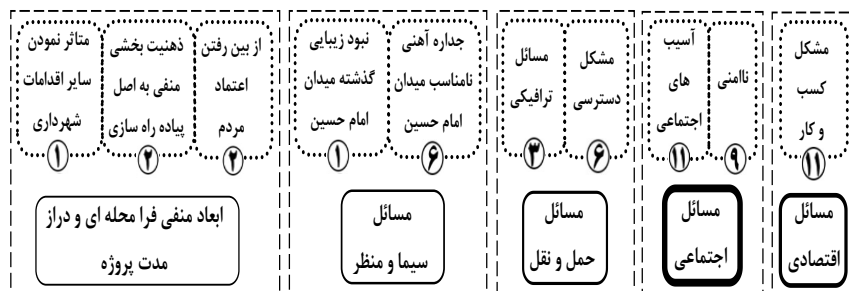 مشکل
کسب
و کار
۱۱
مسائل
اقتصادی
ناامنی
۹
آسیب
های
اجتماعی
۱۱
مسائل
اجتماعی
مشکل
دسترسی
۶
مسائل
ترافیکی
۳
مسائل
حمل و نقل
جداره آهنی
نامناسب میدان
امام حسین
۶
نبود زیبایی
گذشته میدان
امام حسین
۱
مسائل
سیما و منظر
از بین رفتن
اعتماد
مردم
۲
ذهنیت بخشی
منفی به اصل
پیاده راه سازی
۲
متاثر نمودن
سایر اقدامات
شهرداری
۱
ابعاد منفی فرا محله ای و دراز
مدت پروژه